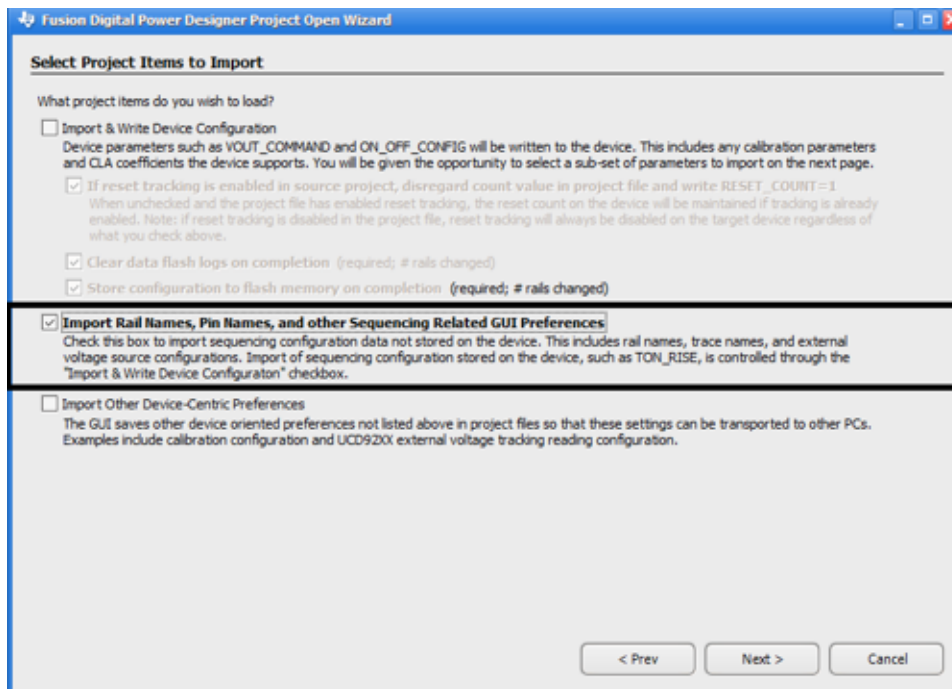 Fusion Digital Power Designer Project Open Wizard
Select Project Items to Import
What project items do you wish to load?
Import & Write Device Configuration
Device parameters such as VOUT_COMMAND and ON_OFF_CONFIG will be written to the device. This includes any calibration parameters
and CLA coefficients the device supports. You will be given the opportunity to select a sub-set of parameters to import on the next page.
If reset tracking is enabled in source project, disregard count value in project file and write RESET_COUNT=1
When unchecked and the project file has enabled reset tracking, the reset count on the device will be maintained if tracking is already
enabled. Note: if reset tracking is disabled in the project file, reset tracking will always be disabled on the target device regardless of
what you check above.
Clear data flash logs on completion (required; # rails changed)
Store configuration to flash memory on completion (required; # rails changed)
Import Rail Names, Pin Names, and other Sequencing Related GUI Preferences
Check this box to import sequencing configuration data not stored on the device. This includes rail names, trace names, and external
voltage source configurations. Import of sequencing configuration stored on the device, such as TON_RISE, is controlled through the
"Import & Write Device Configuraton" checkbox.
Import Other Device-Centric Preferences
The GUI saves other device oriented preferences not listed above in project files so that these settings can be transported to other PCs.
Examples include calibration configuration and UCD92XX external voltage tracking reading configuration.
< Prev
Next >
Cancel